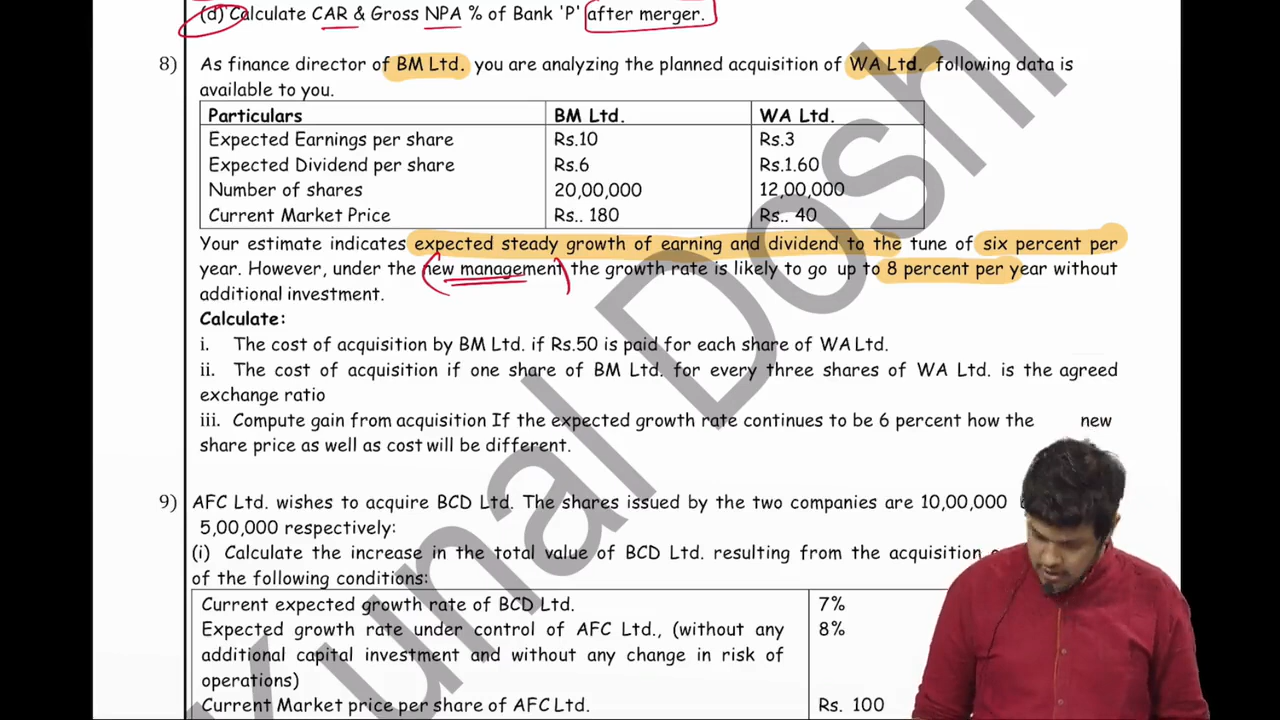 (d) Calculate CAR & Gross NPA % of Bank 'P' after merger.
8) As finance director of BM Ltd. you are analyzing the planned acquisition of WA Ltd. following data is
available to you.
Particulars BM Ltd. WA Ltd.
Expected Earnings per share Rs.10 Rs.3
Expected Dividend per share Rs.6 Rs.1.60
Number of shares 20,00,000 12,00,000
Current Market Price Rs.. 180 Rs.. 40
Your estimate indicates expected steady growth of earning and dividend to the tune of six percent per
year. However, under the new management the growth rate is likely to go up to 8 percent per year without
additional investment.
Calculate:
i. The cost of acquisition by BM Ltd. if Rs.50 is paid for each share of WA Ltd.
ii. The cost of acquisition if one share of BM Ltd. for every three shares of WA Ltd. is the agreed
exchange ratio
iii. Compute gain from acquisition If the expected growth rate continues to be 6 percent how the new
share price as well as cost will be different.
9) AFC Ltd. wishes to acquire BCD Ltd. The shares issued by the two companies are 10,00,000
5,00,000 respectively:
(i) Calculate the increase in the total value of BCD Ltd. resulting from the acquisition
of the following conditions:
Current expected growth rate of BCD Ltd. 7%
Expected growth rate under control of AFC Ltd., (without any 8%
additional capital investment and without any change in risk of
operations)
Current Market price per share of AFC Ltd. Rs. 100
Kunal Doshi